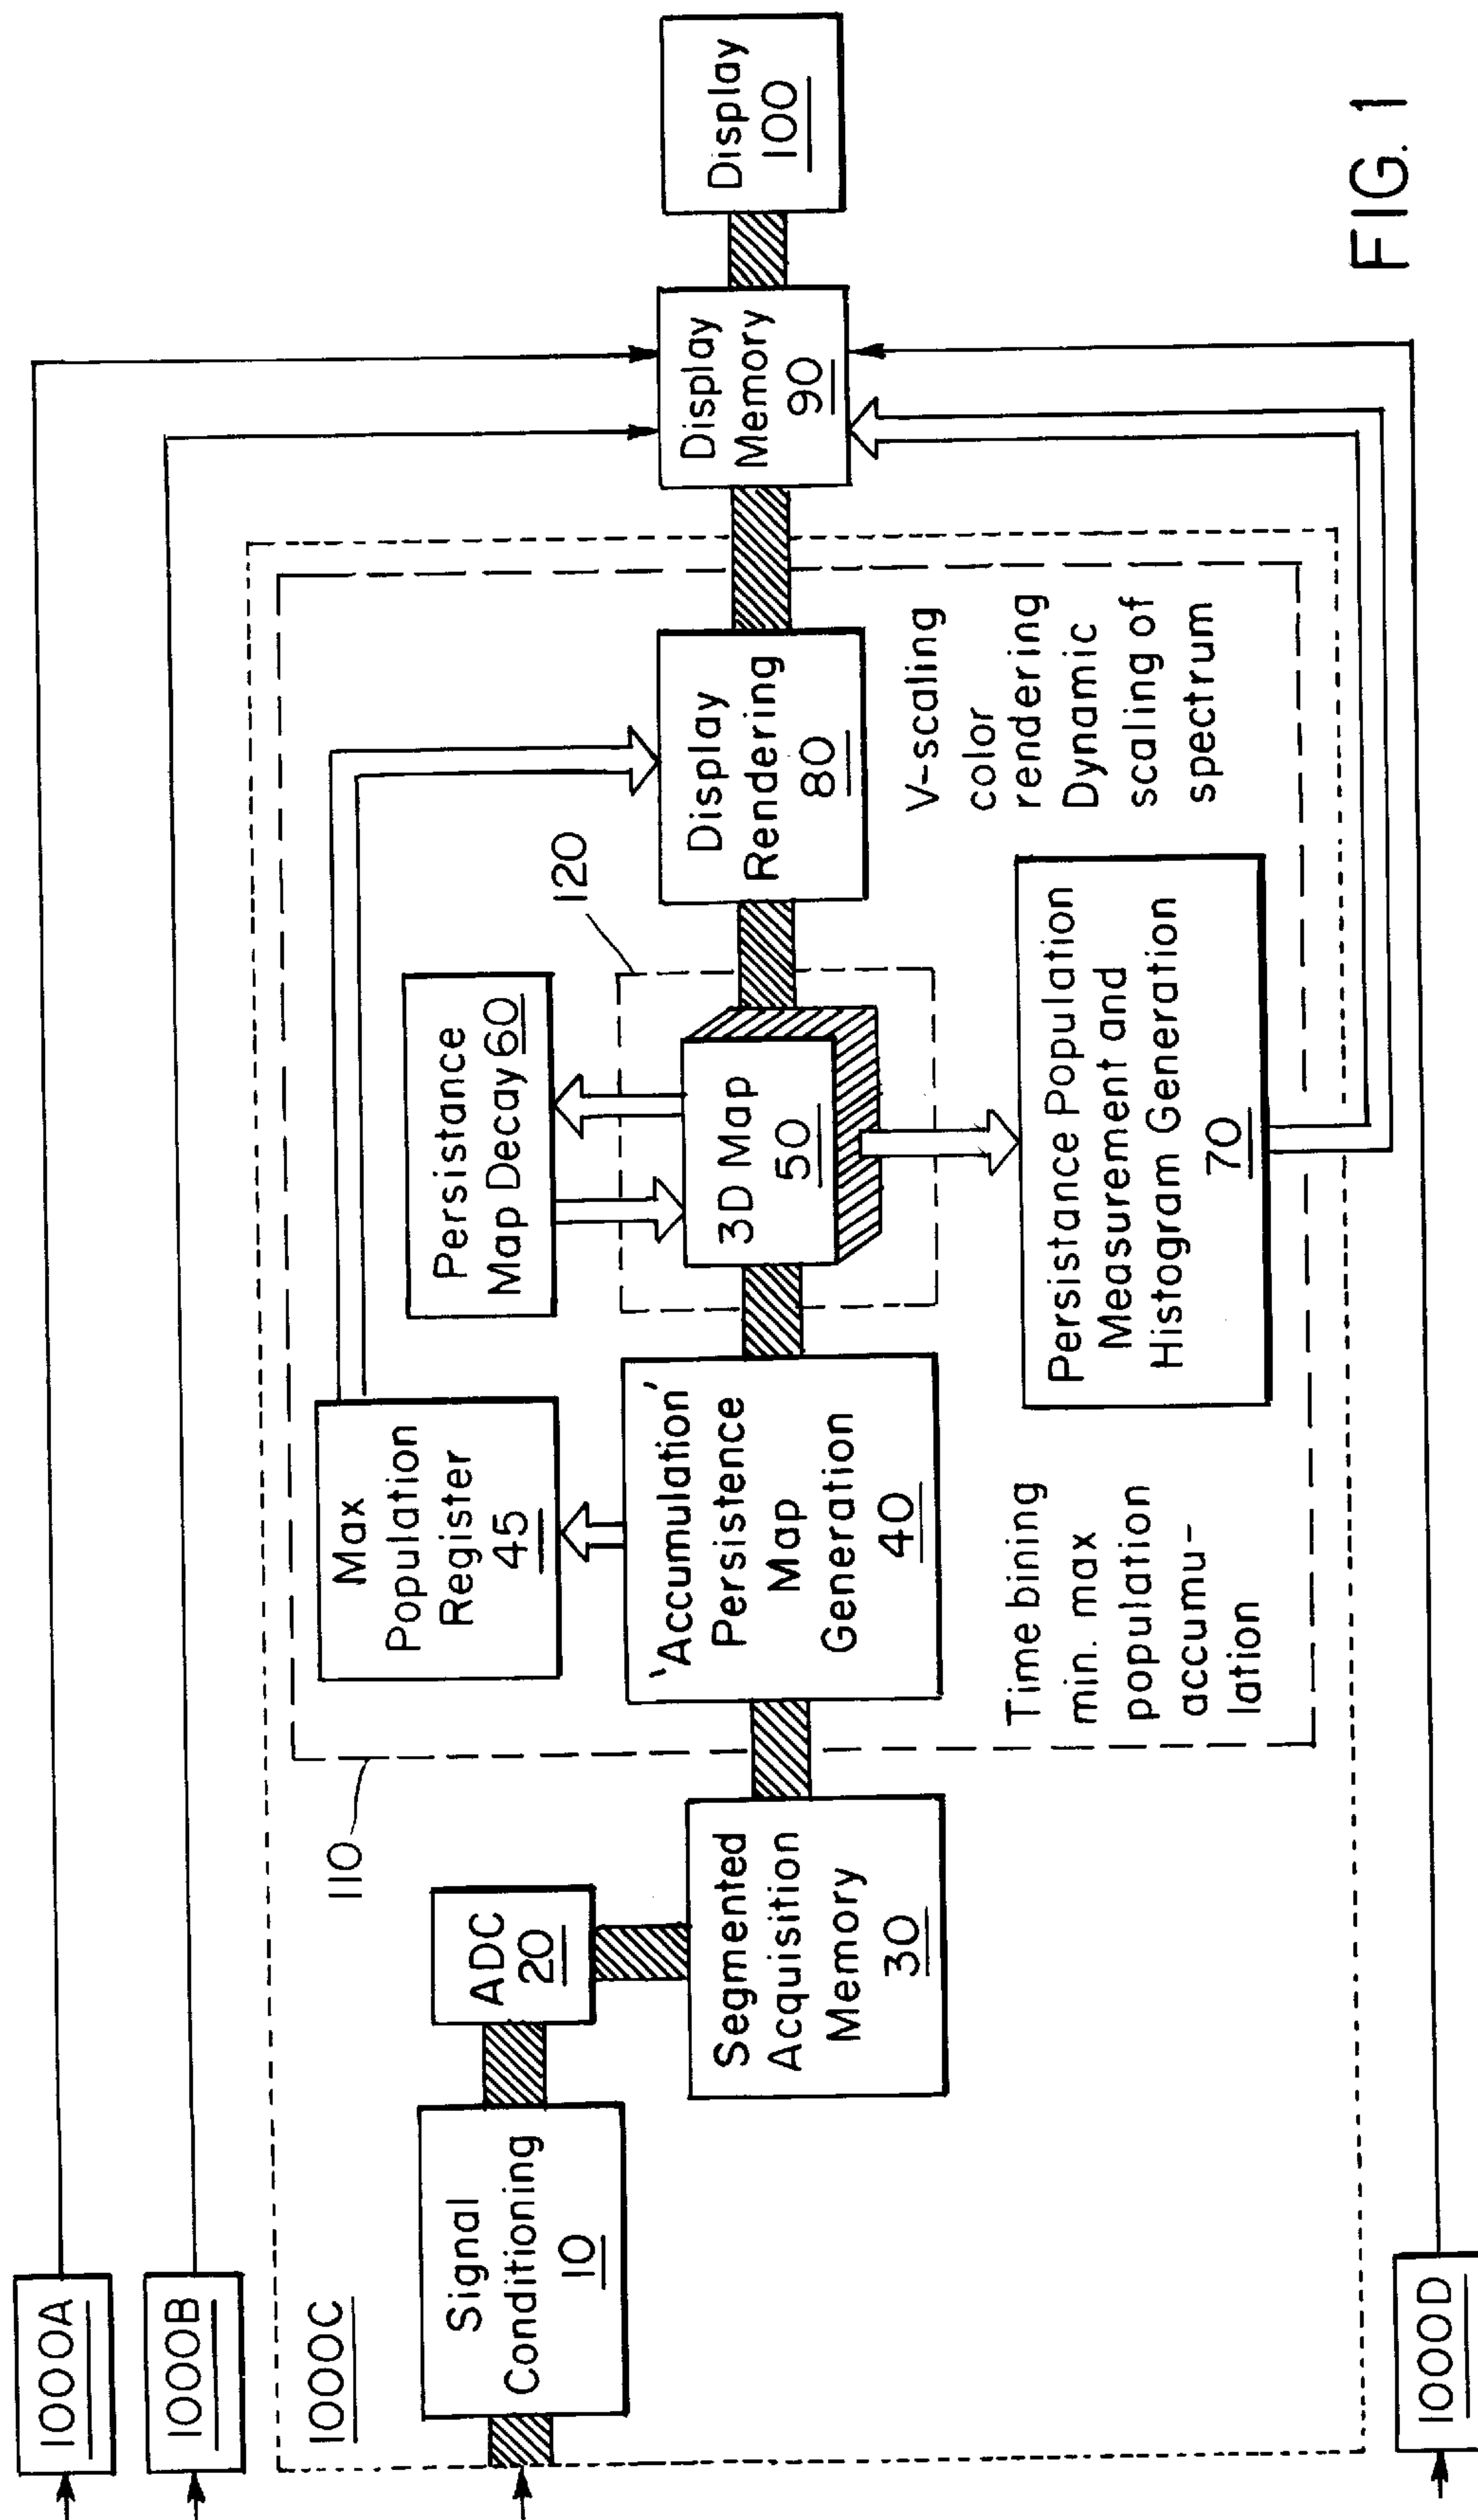 1000A
1000B
1000C
Signal
Conditioning
10
ADC
20
Segmented
Acquisition
Memory
30
110
Max
Population
Register
45
'Accumulation'
Persistence
Map
Generation
40
Time bining
min. max
population
accumu-
lation
Persistance
Map Decay 60
120
3D Map
50
Persistance Population
Measurement and
Histogram Generation
70
Display
Rendering
80
V-scaling
color
rendering
Dynamic
scaling of
spectrum
Display
Memory
90
Display
100
1000D
FIG. 1